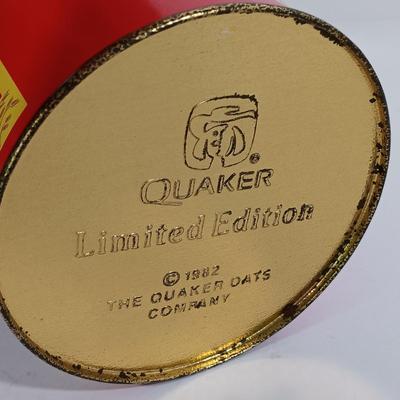 ®
QUAKER
Limited Edition
© 1982
THE QUAKER OATS
COMPANY